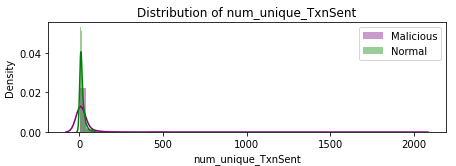 Distribution of num_unique_TxnSent
Malicious
Normal
Density
0.04
0.02
0.00
0
500
1000
1500
2000
num_unique_TxnSent